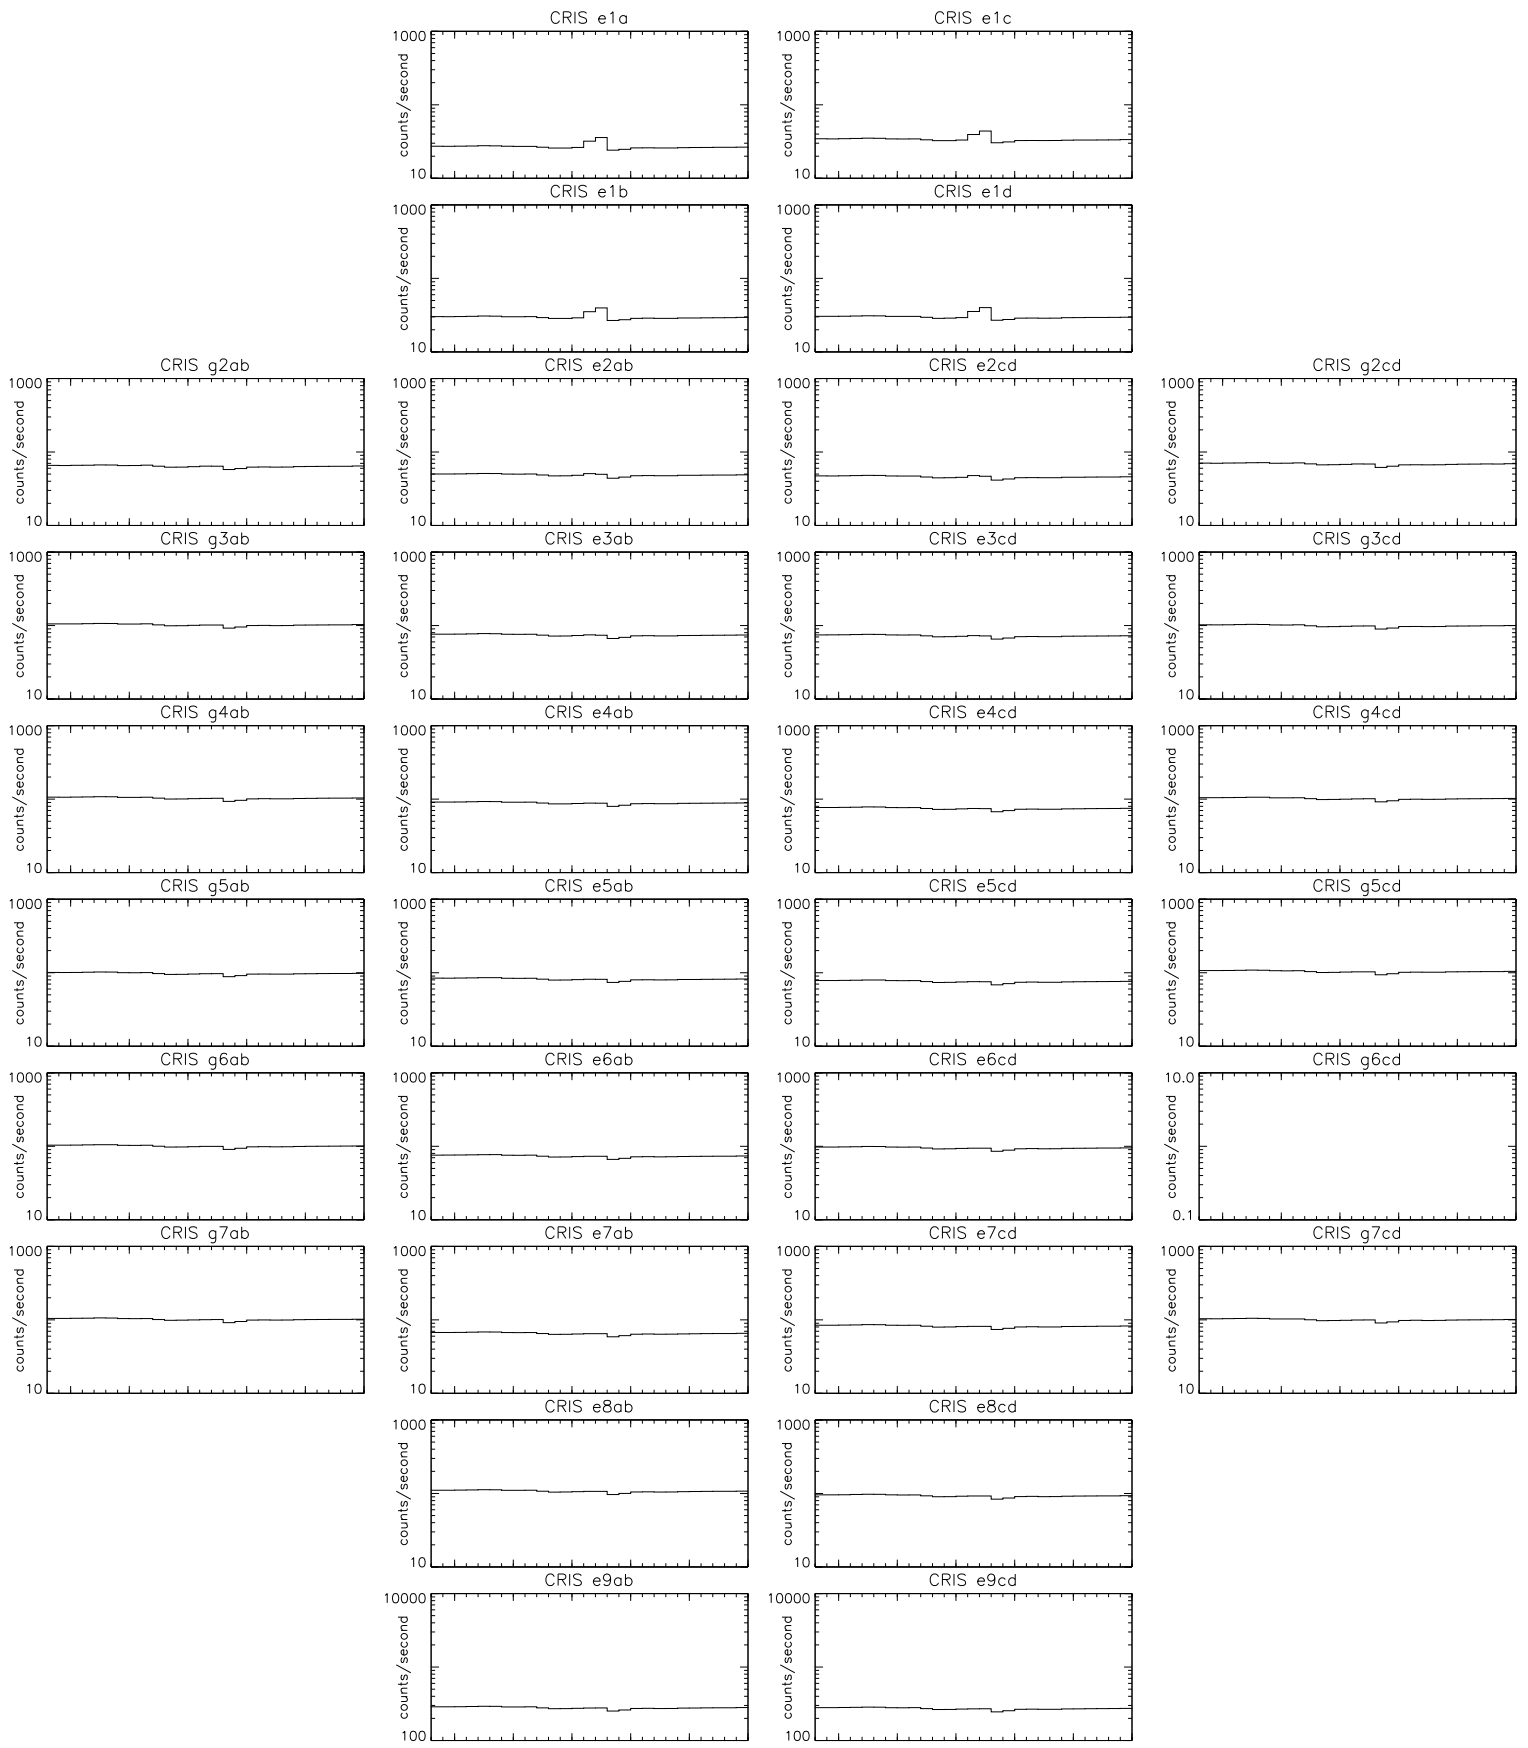 CRIS e1a
1000
counts/second
10
CRIS e1c
1000
counts/second
10
CRIS e1b
1000
counts/second
10
CRIS e1d
1000
counts/second
10
CRIS g2ab
1000
counts/second
10
CRIS e2ab
1000
counts/second
10
CRIS e2cd
1000
counts/second
10
CRIS g2cd
1000
counts/second
10
CRIS g3ab
1000
counts/second
10
CRIS e3ab
1000
counts/second
10
CRIS e3cd
1000
counts/second
10
CRIS g3cd
1000
counts/second
10
CRIS g4ab
1000
counts/second
10
CRIS e4ab
1000
counts/second
10
CRIS e4cd
1000
counts/second
10
CRIS g4cd
1000
counts/second
10
CRIS g5ab
1000
counts/second
10
CRIS e5ab
1000
counts/second
10
CRIS e5cd
1000
counts/second
10
CRIS g5cd
1000
counts/second
10
CRIS g6ab
1000
counts/second
10
CRIS e6ab
1000
counts/second
10
CRIS e6cd
1000
counts/second
10
CRIS g6cd
10.0
counts/second
0.1
CRIS g7ab
1000
counts/second
10
CRIS e7ab
1000
counts/second
10
CRIS e7cd
1000
counts/second
10
CRIS g7cd
1000
counts/second
10
CRIS e8ab
1000
counts/second
10
CRIS e8cd
1000
counts/second
10
CRIS e9ab
10000
counts/second
100
CRIS e9cd
10000
counts/second
100